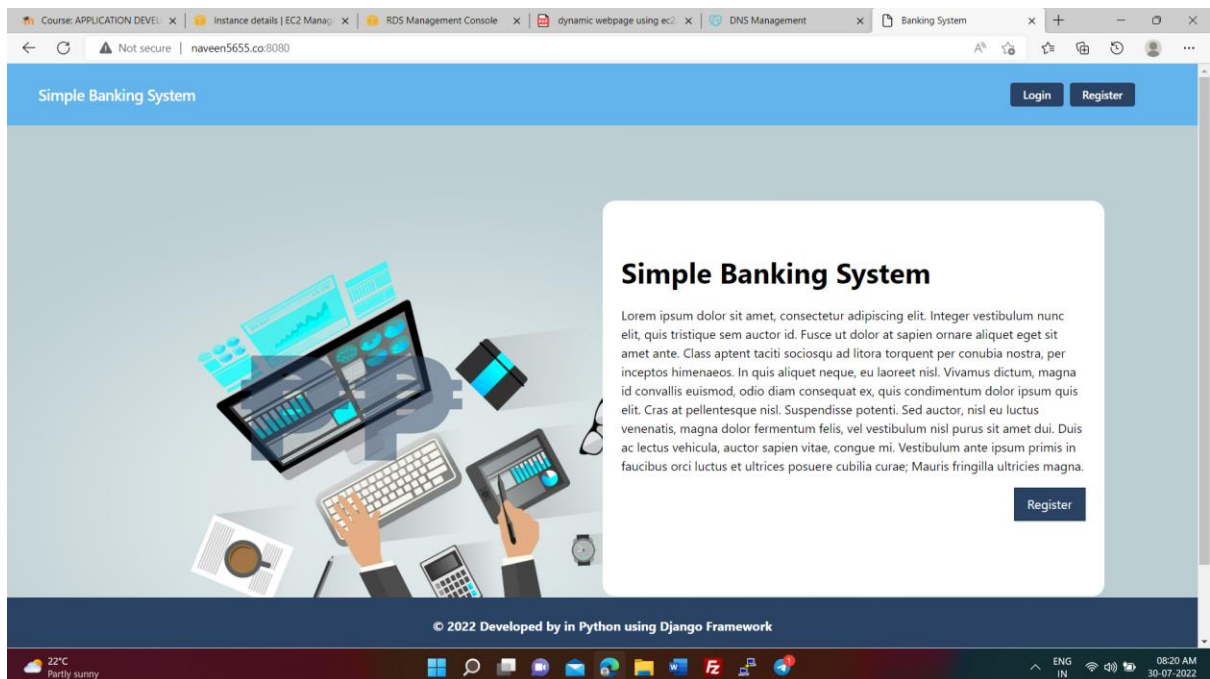 Course: APPLICATION DEVEL
Instance details | EC2 Manag
RDS Management Console
dynamic webpage using ec2
DNS Management
Banking System
Not secure | naveen5655.co:8080
Simple Banking System
Login
Register
Simple Banking System
Lorem ipsum dolor sit amet, consectetur adipiscing elit. Integer vestibulum nunc
elit, quis tristique sem auctor id. Fusce ut dolor at sapien ornare aliquet eget sit
amet ante. Class aptent taciti sociosqu ad litora torquent per conubia nostra, per
inceptos himenaeos. In quis aliquet neque, eu laoreet nisl. Vivamus dictum, magna
id convallis euismod, odio diam consequat ex, quis condimentum dolor ipsum quis
elit. Cras at pellentesque nisl. Suspendisse potenti. Sed auctor, nisl eu luctus
venenatis, magna dolor fermentum felis, vel vestibulum nisl purus sit amet dui. Duis
ac lectus vehicula, auctor sapien vitae, congue mi. Vestibulum ante ipsum primis in
faucibus orci luctus et ultrices posuere cubilia curae; Mauris fringilla ultricies magna.
Register
© 2022 Developed by in Python using Django Framework
22°C
Partly sunny
ENG
IN
08:20 AM
30-07-2022